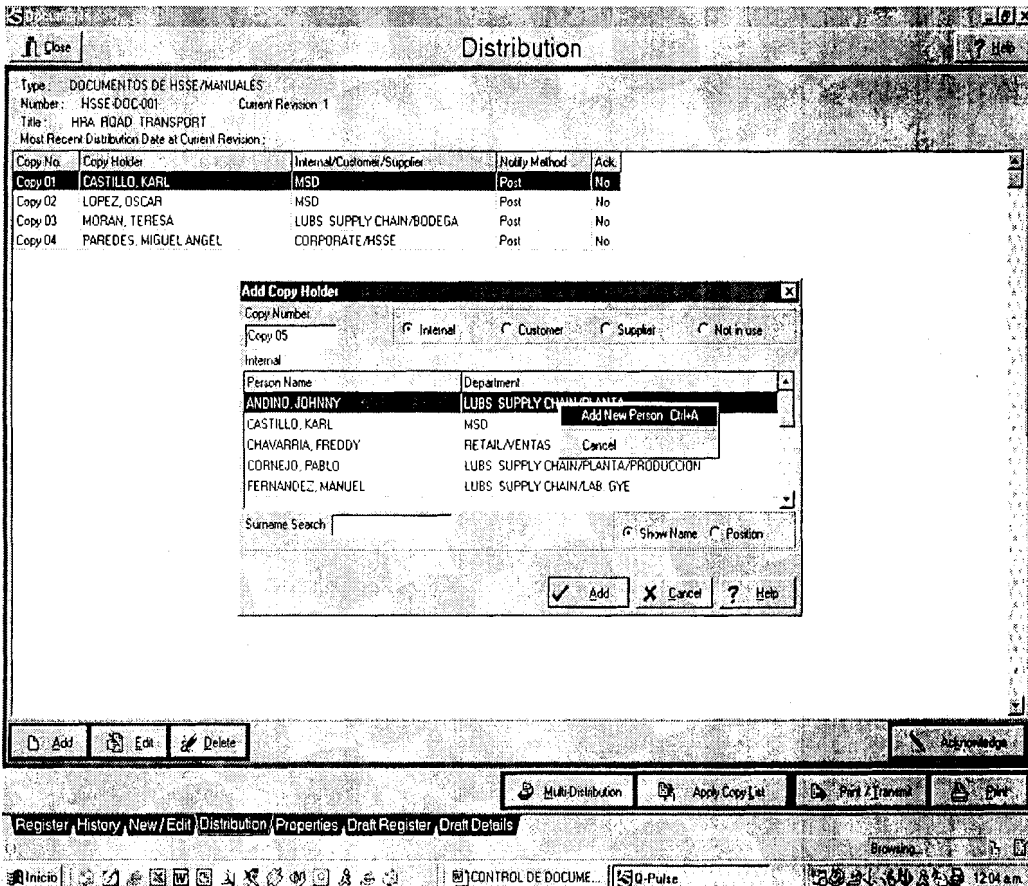 Document
Close
Distribution
? Help
Type: DOCUMENTOS DE HSSE/MANUALES
Number: HSSE-DOC-001 Current Revision 1
Title: HRA ROAD TRANSPORT
Most Recent Distribution Date at Current Revision:
Copy No. Copy Holder Internal/Customer/Supplier Notify Method Ack.
Copy 01 CASTILLO, KARL MSD Post No
Copy 02 LOPEZ, OSCAR MSD Post No
Copy 03 MORAN, TERESA LUBS SUPPLY CHAIN/BODEGA Post No
Copy 04 PAREDES, MIGUEL ANGEL CORPORATE/HSSE Post No
Add Copy Holder
Copy Number
Copy 05 Internal Customer Supplier Not in use
Internal
Person Name Department
ANDINO, JOHNNY LUBS SUPPLY CHAIN/PLANTA
Add New Person Ctrl+A
CASTILLO, KARL MSD
CHAVARRIA, FREDDY RETAIL/VENTAS
Cancel
CORNEJO, PABLO LUBS SUPPLY CHAIN/PLANTA/PRODUCCION
FERNANDEZ, MANUEL LUBS SUPPLY CHAIN/LAB. GYE
Surname Search Show Name Position
Add Cancel ? Help
Add Edit Delete Acknowledge
Multi-Distribution Apply Copy List Print / Transmit Print
Register History New / Edit Distribution Properties Draft Register Draft Details
Browsing...
Inicio CONTROL DE DOCUME... Q-Pulse 12:04 a.m.